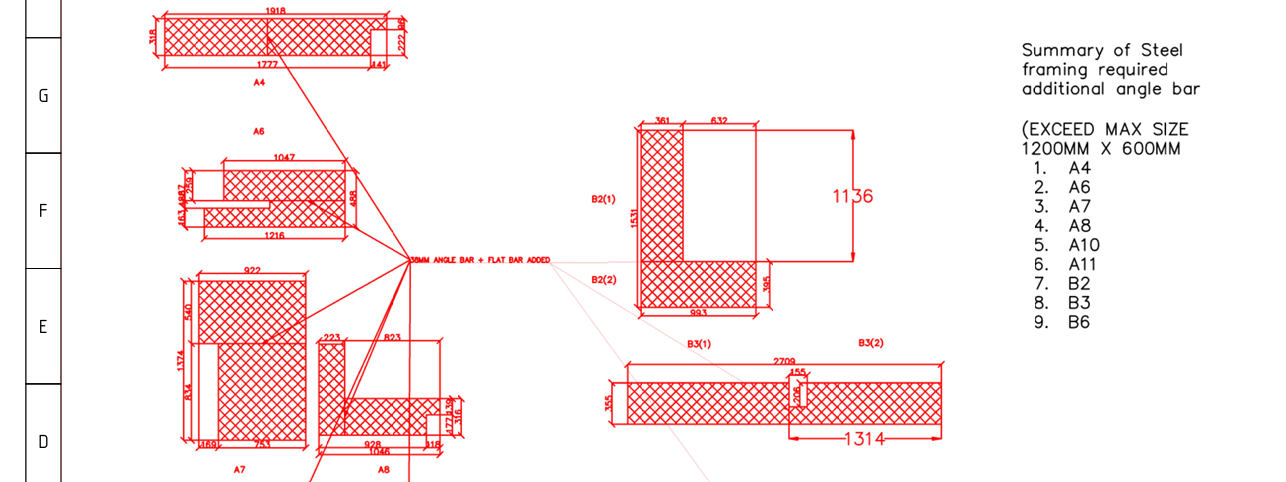 1918
318
96
222
1777
141
A4
A6
1047
259
488
163
1216
922
540
1374
834
169
753
A7
223
823
139
177
316
928
118
1046
A8
38MM ANGLE BAR + FLAT BAR ADDED
361
632
B2(1)
1531
1136
B2(2)
395
993
B3(1)
B3(2)
2709
155
206
355
1314
G
F
E
D
Summary of Steel
framing required
additional angle bar
(EXCEED MAX SIZE
1200MM X 600MM
1. A4
2. A6
3. A7
4. A8
5. A10
6. A11
7. B2
8. B3
9. B6